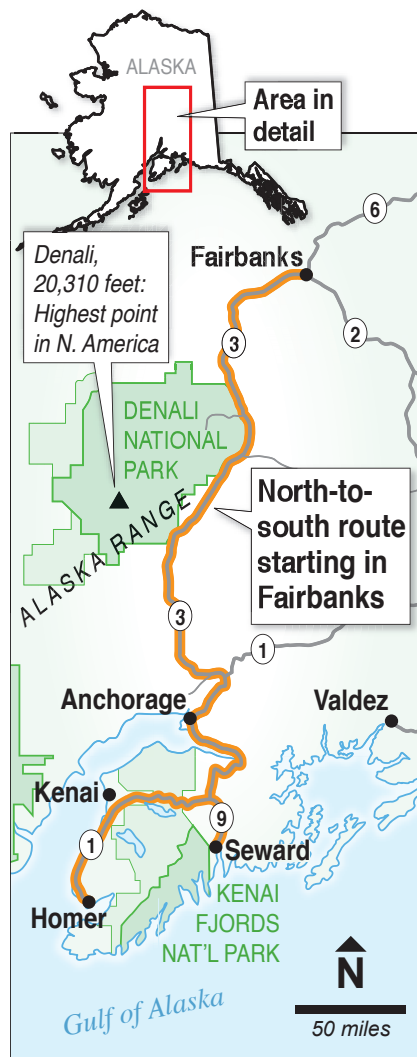 ALASKA
Area in
detail
6
Fairbanks
Denali,
20,310 feet:
Highest point
in N. America
3
2
DENALI
NATIONAL
PARK
ALASKA RANGE
North-to-
south route
starting in
Fairbanks
3
1
Anchorage
Valdez
Kenai
9
1
Seward
Homer
KENAI
FJORDS
NAT'L PARK
N
Gulf of Alaska
50 miles